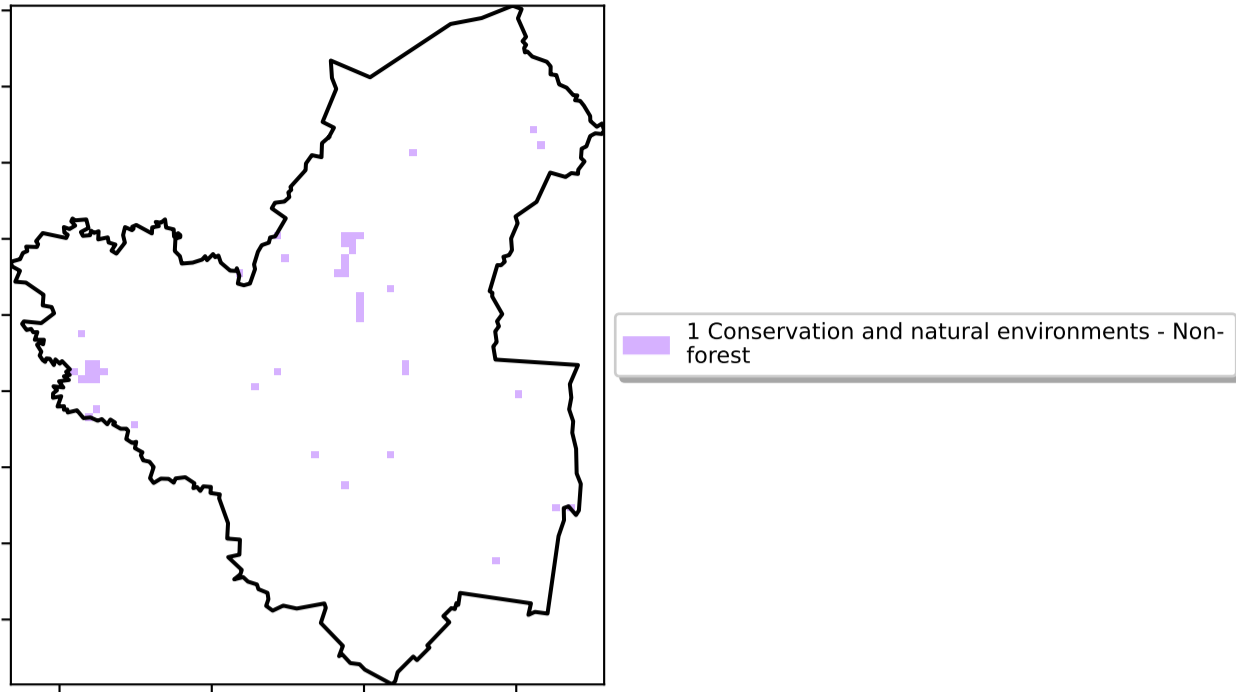 1 Conservation and natural environments - Non-
forest